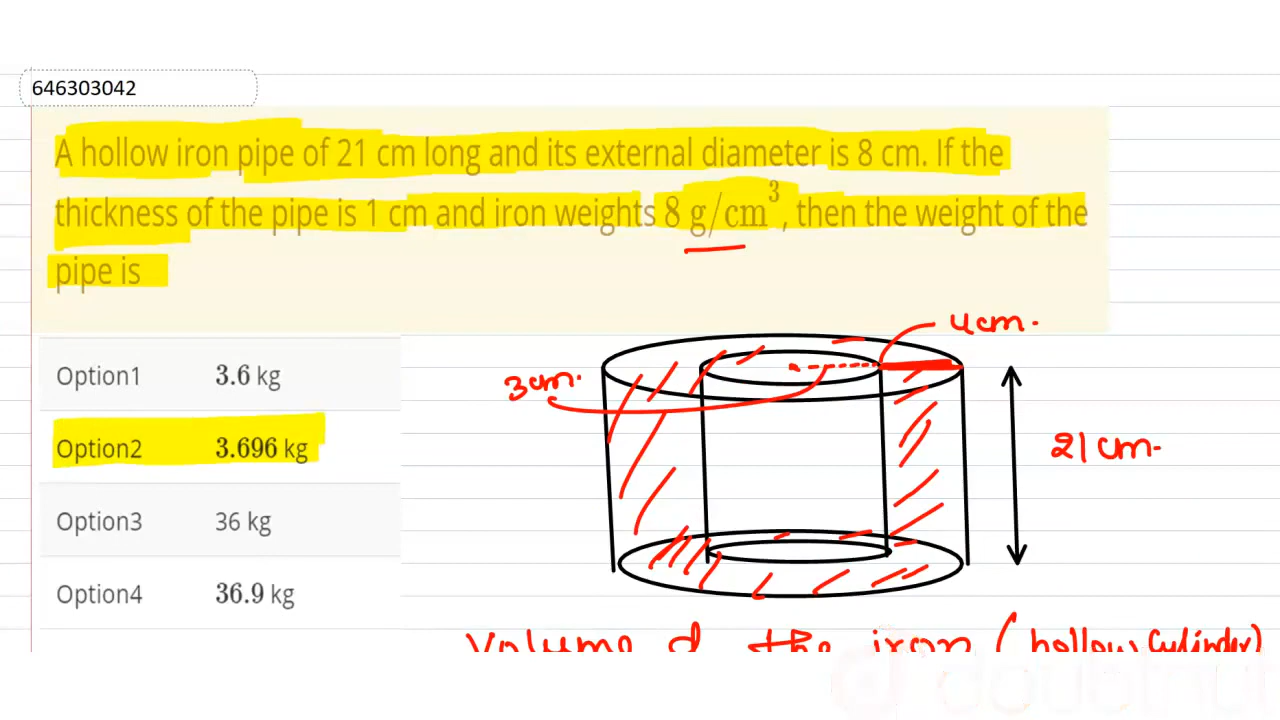 646303042
A hollow iron pipe of 21 cm long and its external diameter is 8 cm. If the
thickness of the pipe is 1 cm and iron weights 8 g/cm³, then the weight of the
pipe is
4cm.
Option1 3.6 kg
3cm.
Option2 3.696 kg
21cm.
Option3 36 kg
Option4 36.9 kg
Volume of the iron (hollow cylinder)
doubtnut